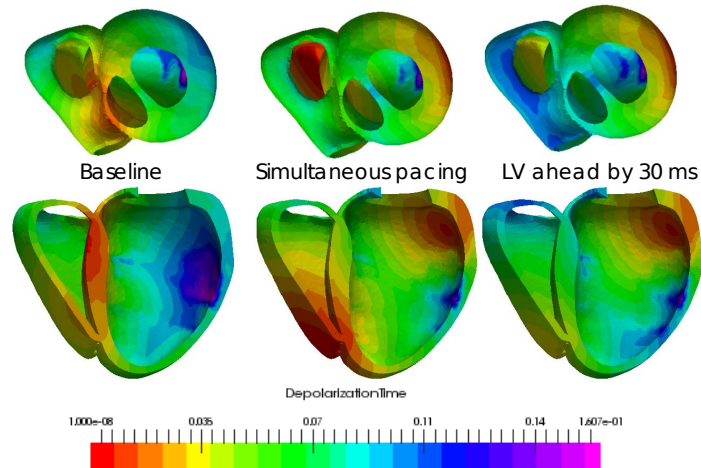 Baseline Simultaneous pacing LV ahead by 30 ms
DepolarizationTime
1.000e-08 0.035 0.07 0.11 0.14 1.607e-01